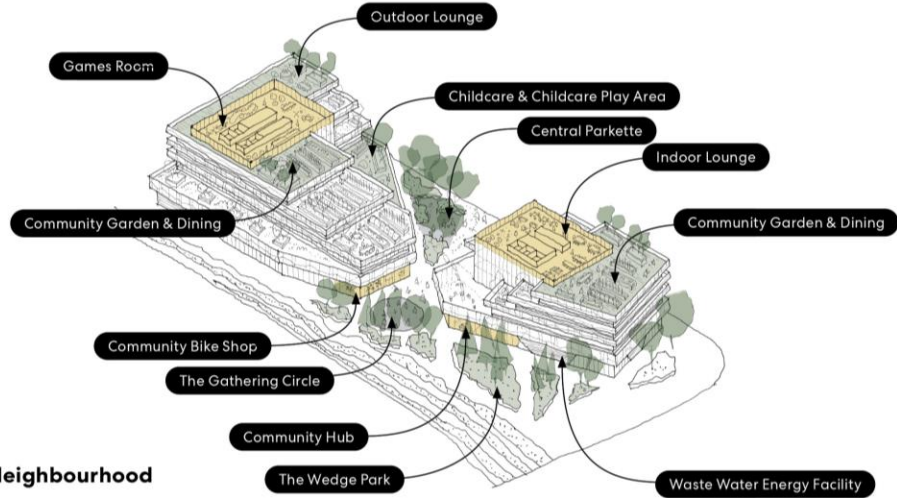 Outdoor Lounge
Games Room
Childcare & Childcare Play Area
Central Parkette
Indoor Lounge
Community Garden & Dining
Community Garden & Dining
Community Bike Shop
The Gathering Circle
Community Hub
The Wedge Park
Waste Water Energy Facility